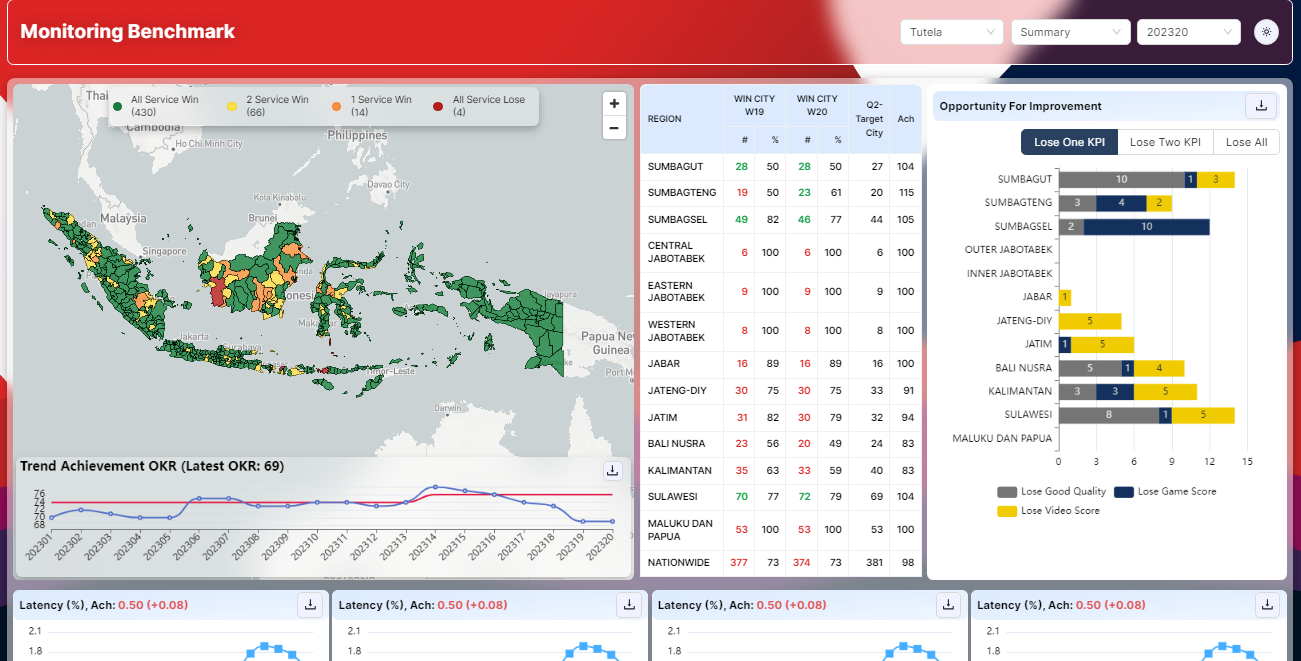 Monitoring Benchmark
Tutela
Summary
202320
All Service Win
(430)
2 Service Win
(66)
1 Service Win
(14)
All Service Lose
(4)
+
−
Thai
Cambodia
Ho Chi Minh City
Philippines
Davao City
Kota Kinabalu
Brunei
Malaysia
Singapore
Jakarta
Surabaya
Jayapura
Papua New
Guinea
Port Mo
Timor-Leste
Darwin
Trend Achievement OKR (Latest OKR: 69)
76
74
72
70
68
202301
202302
202303
202304
202305
202306
202307
202308
202309
202310
202311
202312
202313
202314
202315
202316
202317
202318
202319
202320
REGION
WIN CITY
W19
WIN CITY
W20
Q2-
Target
City
Ach
# % # %
SUMBAGUT 28 50 28 50 27 104
SUMBAGTENG 19 50 23 61 20 115
SUMBAGSEL 49 82 46 77 44 105
CENTRAL
JABOTABEK 6 100 6 100 6 100
EASTERN
JABOTABEK 9 100 9 100 9 100
WESTERN
JABOTABEK 8 100 8 100 8 100
JABAR 16 89 16 89 16 100
JATENG-DIY 30 75 30 75 33 91
JATIM 31 82 30 79 32 94
BALI NUSRA 23 56 20 49 24 83
KALIMANTAN 35 63 33 59 40 83
SULAWESI 70 77 72 79 69 104
MALUKU DAN
PAPUA 53 100 53 100 53 100
NATIONWIDE 377 73 374 73 381 98
Opportunity For Improvement
Lose One KPI
Lose Two KPI
Lose All
SUMBAGUT 10 1 3
SUMBAGTENG 3 4 2
SUMBAGSEL 2 10
OUTER JABOTABEK
INNER JABOTABEK
JABAR 1
JATENG-DIY 5
JATIM 1 5
BALI NUSRA 5 1 4
KALIMANTAN 3 3 5
SULAWESI 8 1 5
MALUKU DAN PAPUA
0 3 6 9 12 15
Lose Good Quality
Lose Game Score
Lose Video Score
Latency (%), Ach: 0.50 (+0.08)
2.1
1.8
Latency (%), Ach: 0.50 (+0.08)
2.1
1.8
Latency (%), Ach: 0.50 (+0.08)
2.1
1.8
Latency (%), Ach: 0.50 (+0.08)
2.1
1.8